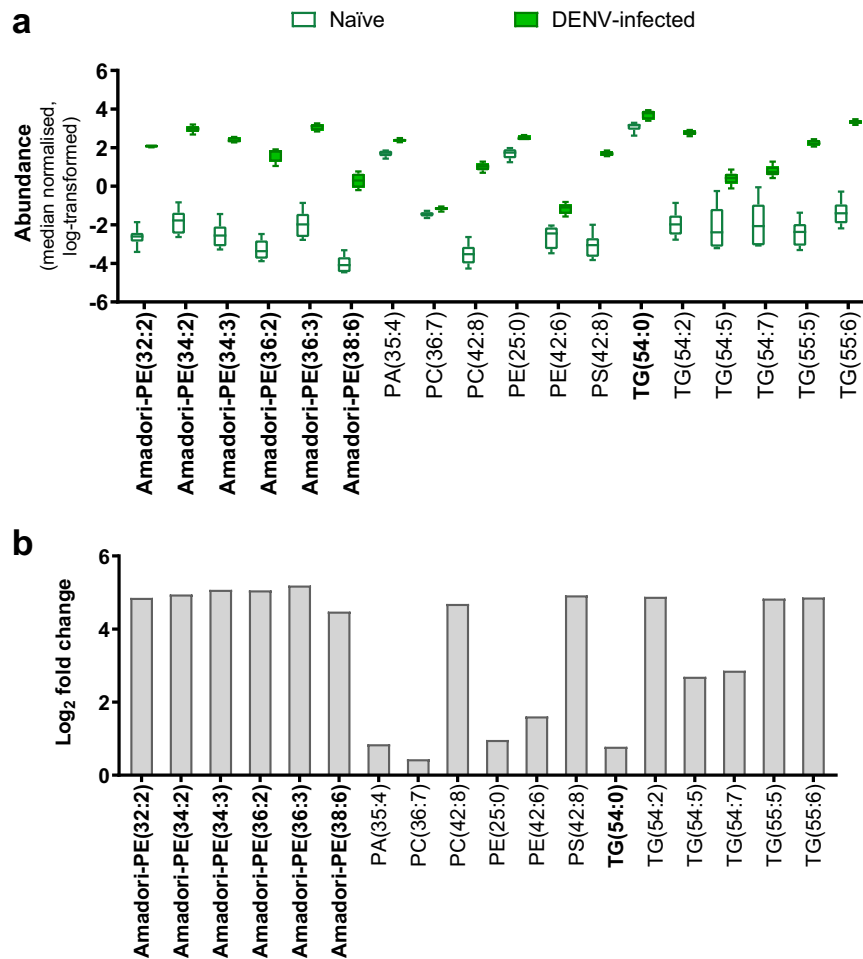 a
Naïve
DENV-infected
Abundance
(median normalised,
log-transformed)
6
4
2
0
-2
-4
-6
Amadori-PE(32:2)
Amadori-PE(34:2)
Amadori-PE(34:3)
Amadori-PE(36:2)
Amadori-PE(36:3)
Amadori-PE(38:6)
PA(35:4)
PC(36:7)
PC(42:8)
PE(25:0)
PE(42:6)
PS(42:8)
TG(54:0)
TG(54:2)
TG(54:5)
TG(54:7)
TG(55:5)
TG(55:6)
b
Log2 fold change
6
4
2
0
Amadori-PE(32:2)
Amadori-PE(34:2)
Amadori-PE(34:3)
Amadori-PE(36:2)
Amadori-PE(36:3)
Amadori-PE(38:6)
PA(35:4)
PC(36:7)
PC(42:8)
PE(25:0)
PE(42:6)
PS(42:8)
TG(54:0)
TG(54:2)
TG(54:5)
TG(54:7)
TG(55:5)
TG(55:6)